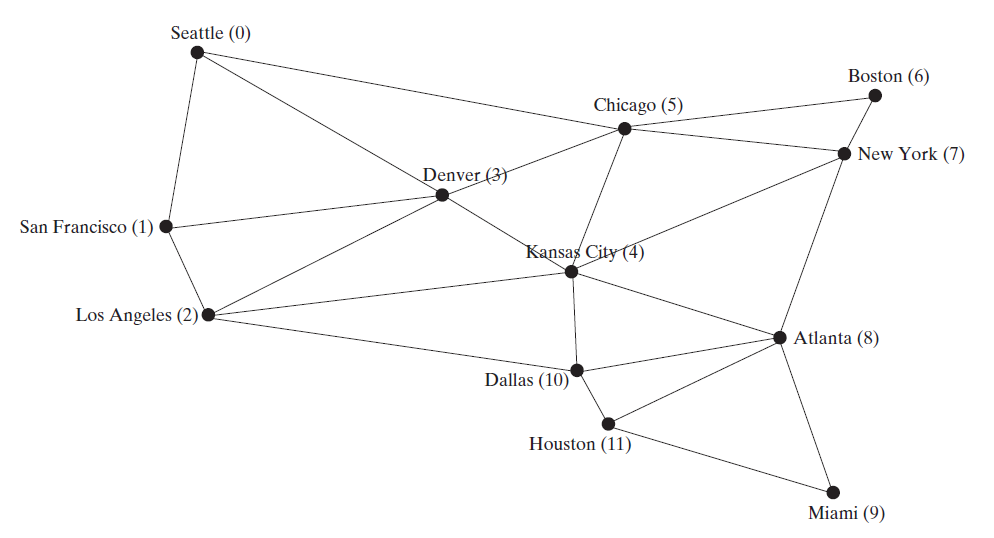 Seattle (0)
Boston (6)
Chicago (5)
New York (7)
Denver (3)
San Francisco (1)
Kansas City (4)
Los Angeles (2)
Atlanta (8)
Dallas (10)
Houston (11)
Miami (9)